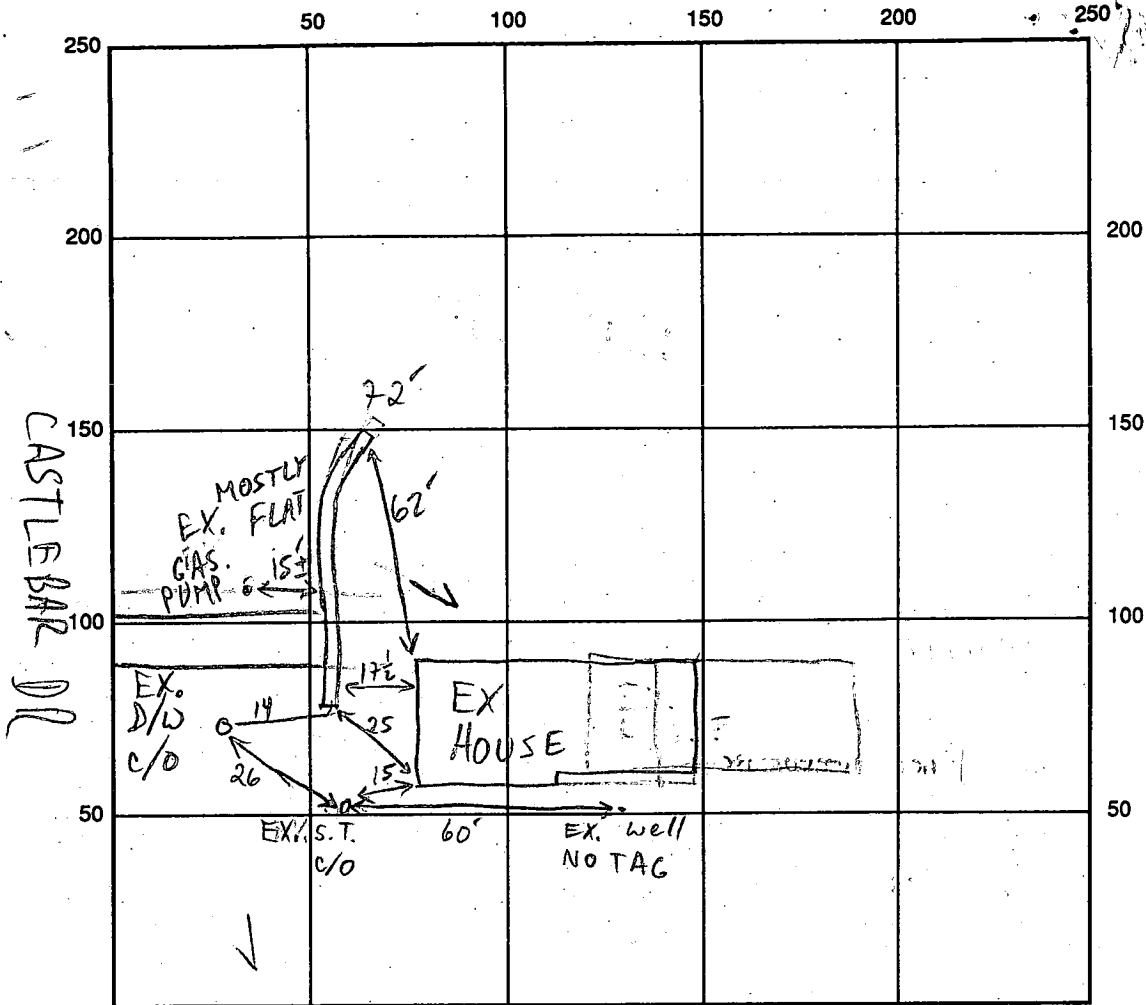 50 100 150 200 250
250
200 200
150 150
100 100
50 50
CASTLEBAR DR
72'
62'
MOSTLY
EX. FLAT
GAS.
PUMP
15'±
17½
EX.
D/W
C/O
14
25
26
15
EX
HOUSE
EX. S.T.
C/O
60'
EX. well
NO TAG